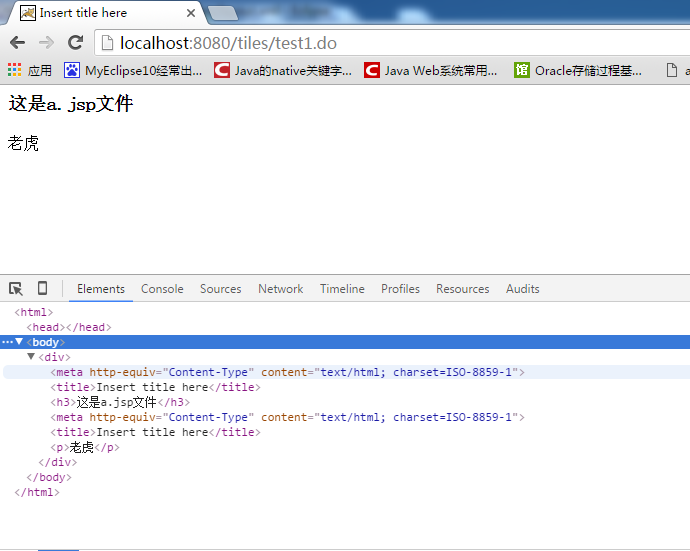 Insert title here
localhost:8080/tiles/test1.do
应用 MyEclipse10经常出... Java的native关键字... Java Web系统常用... Oracle存储过程基... a
这是a.jsp文件
老虎
Elements Console Sources Network Timeline Profiles Resources Audits
<html>
<head></head>
<body>
<div>
<meta http-equiv="Content-Type" content="text/html; charset=ISO-8859-1">
<title>Insert title here</title>
<h3>这是a.jsp文件</h3>
<meta http-equiv="Content-Type" content="text/html; charset=ISO-8859-1">
<title>Insert title here</title>
<p>老虎</p>
</div>
</body>
</html>